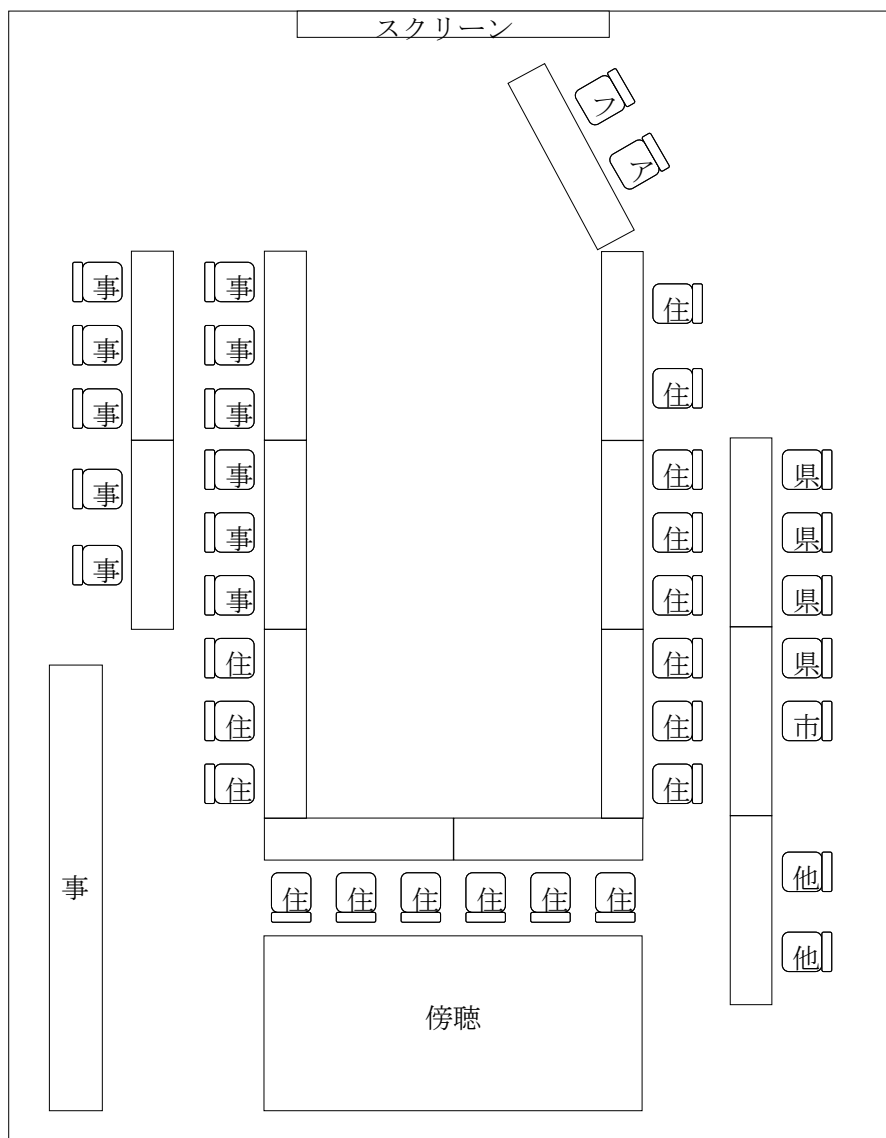 スクリーン
フ
ア
事 事 住
事 事 住
事 事
事 事 住 県
事 事 住 県
事 住 県
住 住 県
住 住 市
住 住
事
他
住 住 住 住 住 住
他
傍聴